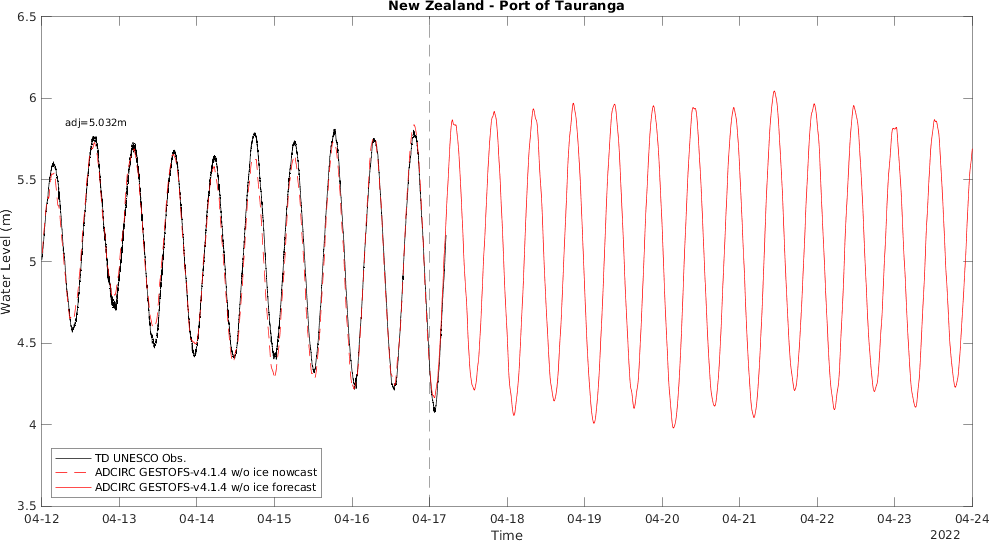 New Zealand - Port of Tauranga
6.5
6
5.5
5
4.5
4
3.5
Water Level (m)
adj=5.032m
TD UNESCO Obs.
ADCIRC GESTOFS-v4.1.4 w/o ice nowcast
ADCIRC GESTOFS-v4.1.4 w/o ice forecast
04-12 04-13 04-14 04-15 04-16 04-17 04-18 04-19 04-20 04-21 04-22 04-23 04-24
Time
2022